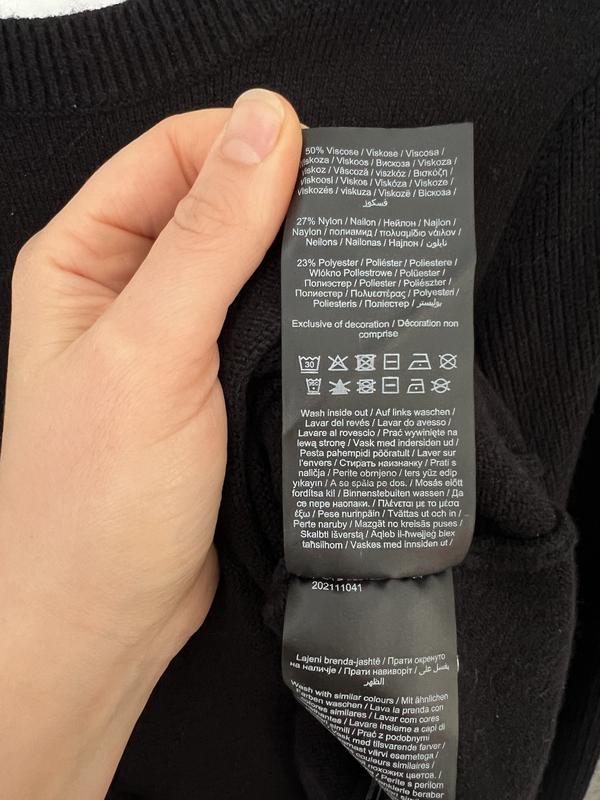 50% Viscose / Viskose / Viscosa /
Viskoza / Viskoos / Вискоза / Viskoza /
Viskoz / Vâscoză / viszkóz / Βισκόζη /
Viskoosi / Viskos / Viskóza / Viskoze /
Viskozės / viskuza / Viskozë / Віскоза /
فسكوز
27% Nylon / Nailon / Нейлон / Najlon /
Naylon / полиамид / πολυαμίδιο νάιλον /
Neilons / Nailonas / Најлон / نايلون
23% Polyester / Poliéster / Poliestere /
Włókno Poliestrowe / Polüester /
Полиэстер / Poliester / Poliészter /
Полиестер / Πολυεστέρας / Polyesteri /
Poliesteris / Поліестер / بوليستر
Exclusive of decoration / Décoration non
comprise
30
Wash inside out / Auf links waschen /
Lavar del revés / Lavar do avesso /
Lavare al rovescio / Prać wywinięte na
lewą stronę / Vask med indersiden ud /
Pesta pahempidi pööratult / Laver sur
l'envers / Стирать наизнанку / Prati s
naličja / Perite obrnjeno / ters yüz edip
yıkayın / A se spăla pe dos. / Mosás előtt
fordítsa ki! / Binnenstebuiten wassen / Да
се пере наопаки. / Πλένεται με το μέσα
έξω / Pese nurinpäin / Tvättas ut och in /
Perte naruby / Mazgāt no kreisās puses /
Skalbti išverstą / Aqleb il-ħwejjeġ biex
taħsilhom / Vaskes med innsiden ut /
202111041
Lajeni brenda-jashtë / Прати окренуто
на наличје / Прати навиворіт / يغسل على
الظهر
Wash with similar colours / Mit ähnlichen
Farben waschen / Lava la prenda con
colores similares / Lavar com cores
/ Lavare insieme a capi di
simili / Prać z podobnymi
med tilsvarende farver /
värvi esemetega /
couleurs similaires /
похожих цветов. /
/ Perite s perilom